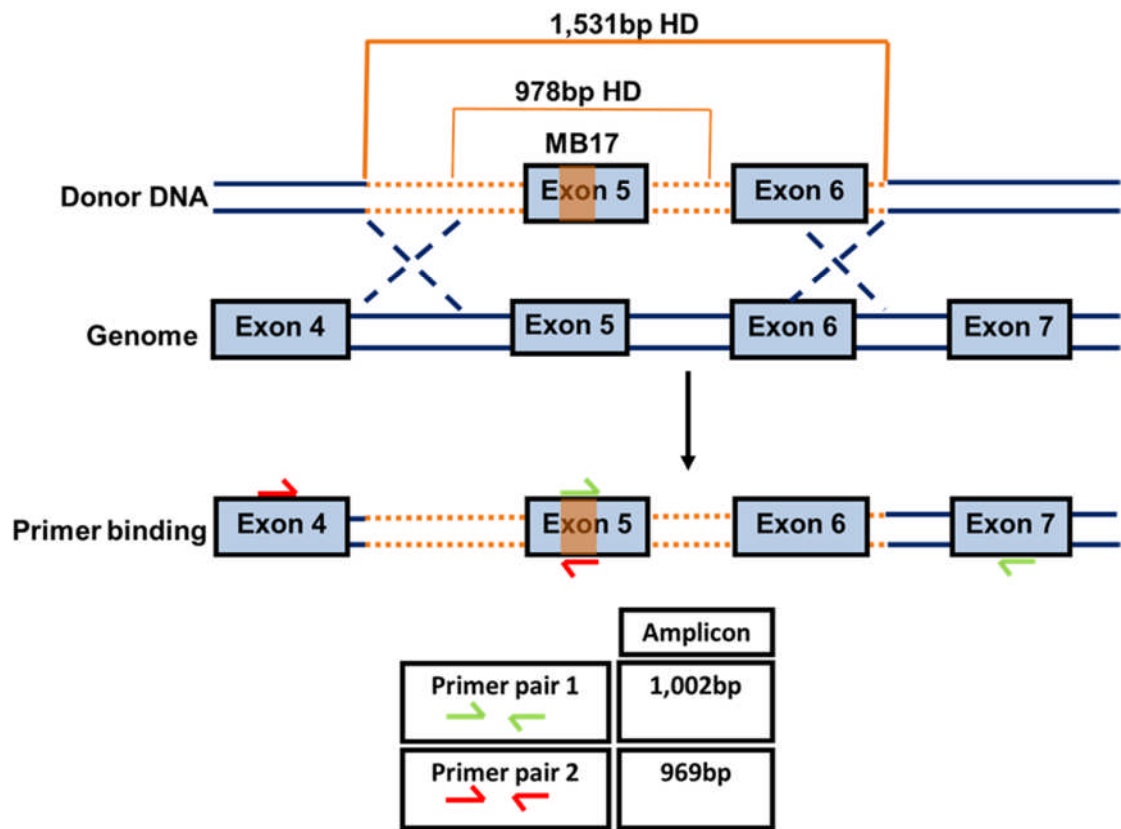 1,531bp HD
978bp HD
MB17
Donor DNA Exon 5 Exon 6
Genome Exon 4 Exon 5 Exon 6 Exon 7
Primer binding Exon 4 Exon 5 Exon 6 Exon 7
Amplicon
Primer pair 1 1,002bp
Primer pair 2 969bp